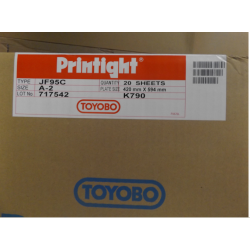 Printight
TYPE JF95C QUANTITY 20 SHEETS
SIZE A-2 PLATE SIZE 420 mm X 594 mm
LOT No 717542 K790
TOYOBO
TOYOBO